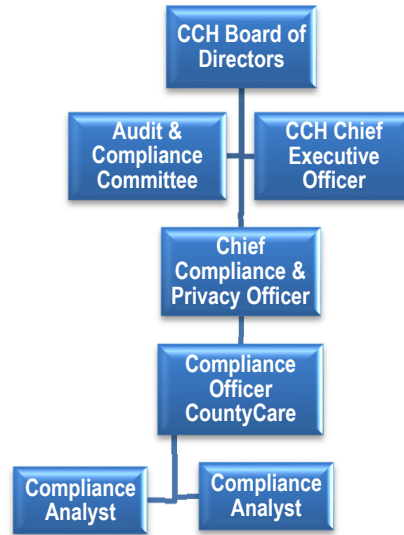 CCH Board of
Directors
Audit &
Compliance
Committee
CCH Chief
Executive
Officer
Chief
Compliance &
Privacy Officer
Compliance
Officer
CountyCare
Compliance
Analyst
Compliance
Analyst